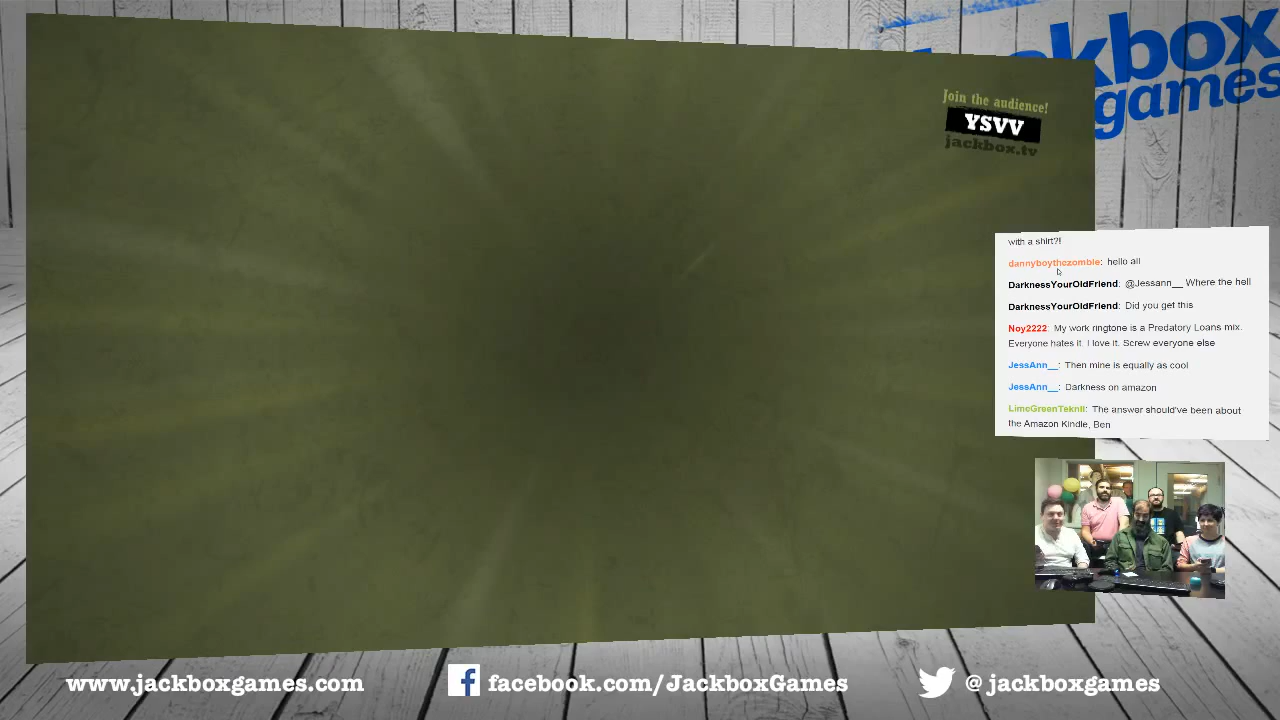 jackbox
games
Join the audience!
YSVV
jackbox.tv
with a shirt?!
dannyboythezombie: hello all
DarknessYourOldFriend: @Jessann__ Where the hell
DarknessYourOldFriend: Did you get this
Noy2222: My work ringtone is a Predatory Loans mix.
Everyone hates it. I love it. Screw everyone else
JessAnn__: Then mine is equally as cool
JessAnn__: Darkness on amazon
LimeGreenTeknii: The answer should've been about
the Amazon Kindle, Ben
www.jackboxgames.com
facebook.com/JackboxGames
@jackboxgames